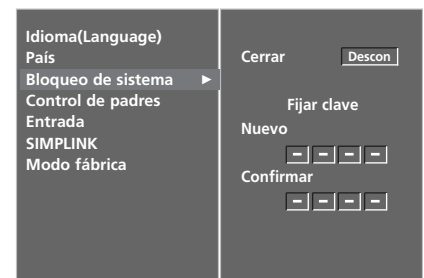 Idioma(Language)
País
Bloqueo de sistema ►
Control de padres
Entrada
SIMPLINK
Modo fábrica
Cerrar Descon
Fijar clave
Nuevo
– – – –
Confirmar
– – – –